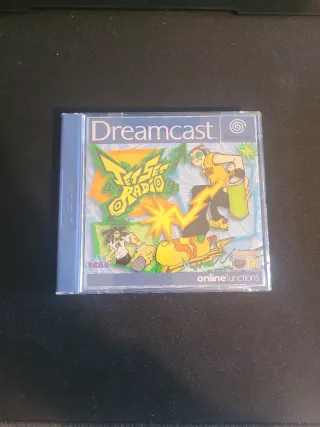 Dreamcast
JET SET
RADIO
SEGA
onlinefunctions